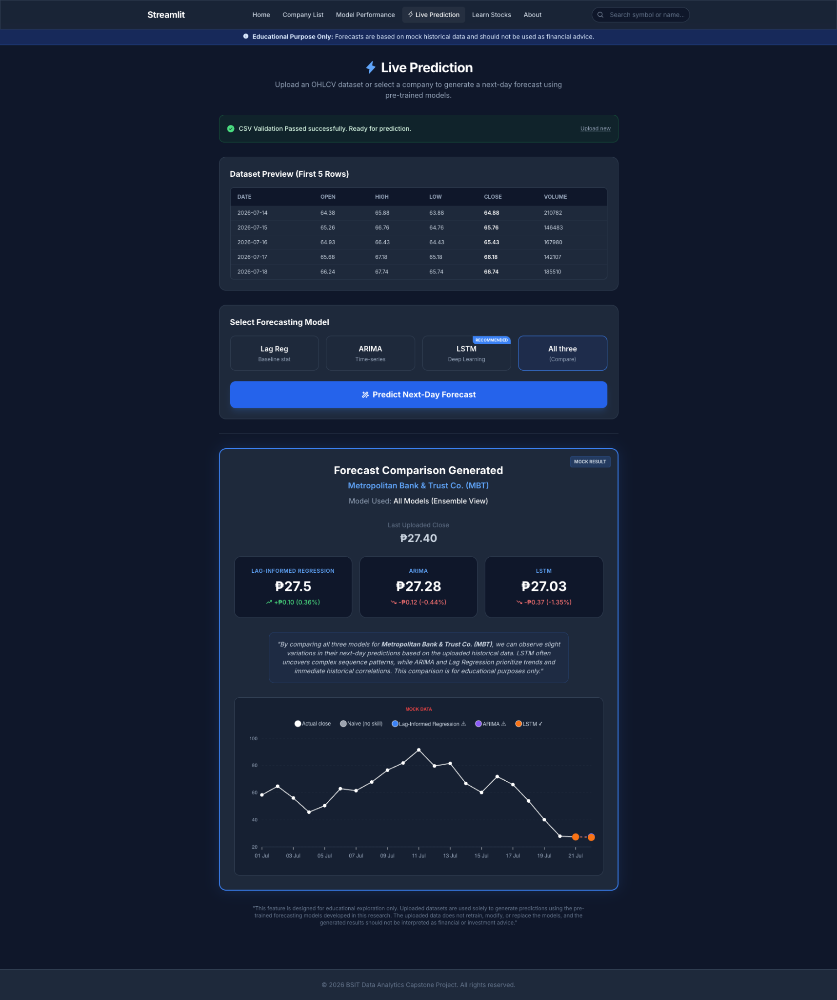 Streamlit
Home
Company List
Model Performance
Live Prediction
Learn Stocks
About
Search symbol or name...
Educational Purpose Only: Forecasts are based on mock historical data and should not be used as financial advice.
Live Prediction
Upload an OHLCV dataset or select a company to generate a next-day forecast using
pre-trained models.
CSV Validation Passed successfully. Ready for prediction.
Upload new
Dataset Preview (First 5 Rows)
DATE OPEN HIGH LOW CLOSE VOLUME
2026-07-14 64.38 65.88 63.88 64.88 210782
2026-07-15 65.26 66.76 64.76 65.76 146483
2026-07-16 64.93 66.43 64.43 65.43 167980
2026-07-17 65.68 67.18 65.18 66.18 142107
2026-07-18 66.24 67.74 65.74 66.74 185510
Select Forecasting Model
Lag Reg
Baseline stat
ARIMA
Time-series
RECOMMENDED
LSTM
Deep Learning
All three
(Compare)
Predict Next-Day Forecast
MOCK RESULT
Forecast Comparison Generated
Metropolitan Bank & Trust Co. (MBT)
Model Used: All Models (Ensemble View)
Last Uploaded Close
₱27.40
LAG-INFORMED REGRESSION
₱27.5
+₱0.10 (0.36%)
ARIMA
₱27.28
-₱0.12 (-0.44%)
LSTM
₱27.03
-₱0.37 (-1.35%)
"By comparing all three models for Metropolitan Bank & Trust Co. (MBT), we can observe slight
variations in their next-day predictions based on the uploaded historical data. LSTM often
uncovers complex sequence patterns, while ARIMA and Lag Regression prioritize trends and
immediate historical correlations. This comparison is for educational purposes only."
MOCK DATA
Actual close Naive (no skill) Lag-Informed Regression ⚠ ARIMA ⚠ LSTM ✓
100
80
60
40
20
01 Jul 03 Jul 05 Jul 07 Jul 09 Jul 11 Jul 13 Jul 15 Jul 17 Jul 19 Jul 21 Jul
"This feature is designed for educational exploration only. Uploaded datasets are used solely to generate predictions using the pre-
trained forecasting models developed in this research. The uploaded data does not retrain, modify, or replace the models, and the
generated results should not be interpreted as financial or investment advice."
© 2026 BSIT Data Analytics Capstone Project. All rights reserved.